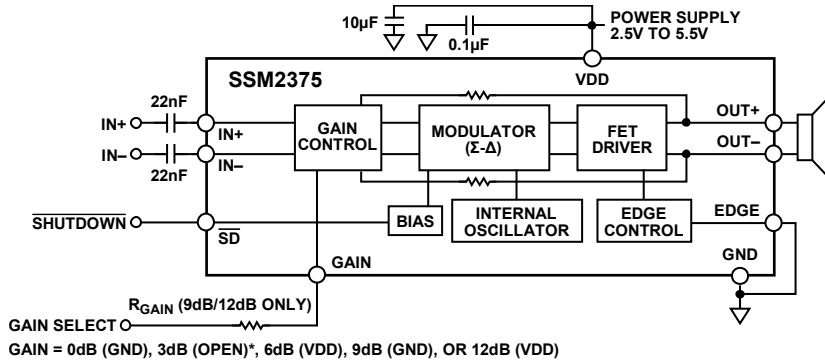 10µF
0.1µF
POWER SUPPLY
2.5V TO 5.5V
SSM2375
VDD
22nF
IN+
IN+
IN–
IN–
22nF
GAIN
CONTROL
MODULATOR
(Σ-Δ)
FET
DRIVER
OUT+
OUT–
SHUTDOWN
SD
BIAS
INTERNAL
OSCILLATOR
EDGE
CONTROL
EDGE
GAIN
GND
RGAIN (9dB/12dB ONLY)
GAIN SELECT
GAIN = 0dB (GND), 3dB (OPEN)*, 6dB (VDD), 9dB (GND), OR 12dB (VDD)